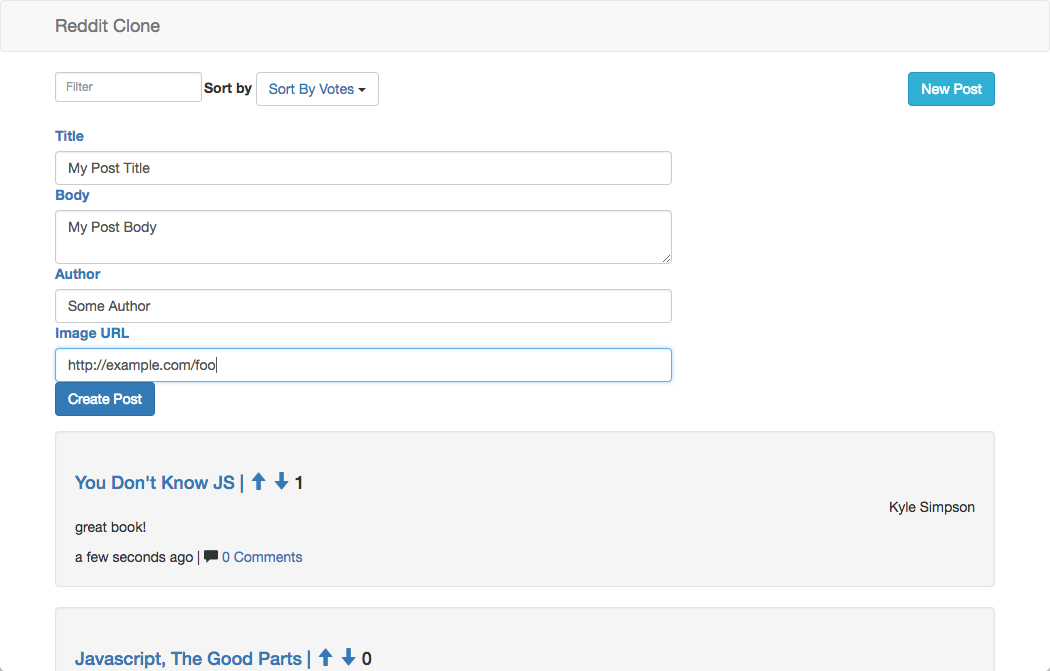 Reddit Clone
Filter Sort by Sort By Votes New Post
Title
My Post Title
Body
My Post Body
Author
Some Author
Image URL
http://example.com/foo
Create Post
You Don't Know JS | 1
Kyle Simpson
great book!
a few seconds ago | 0 Comments
Javascript, The Good Parts | 0